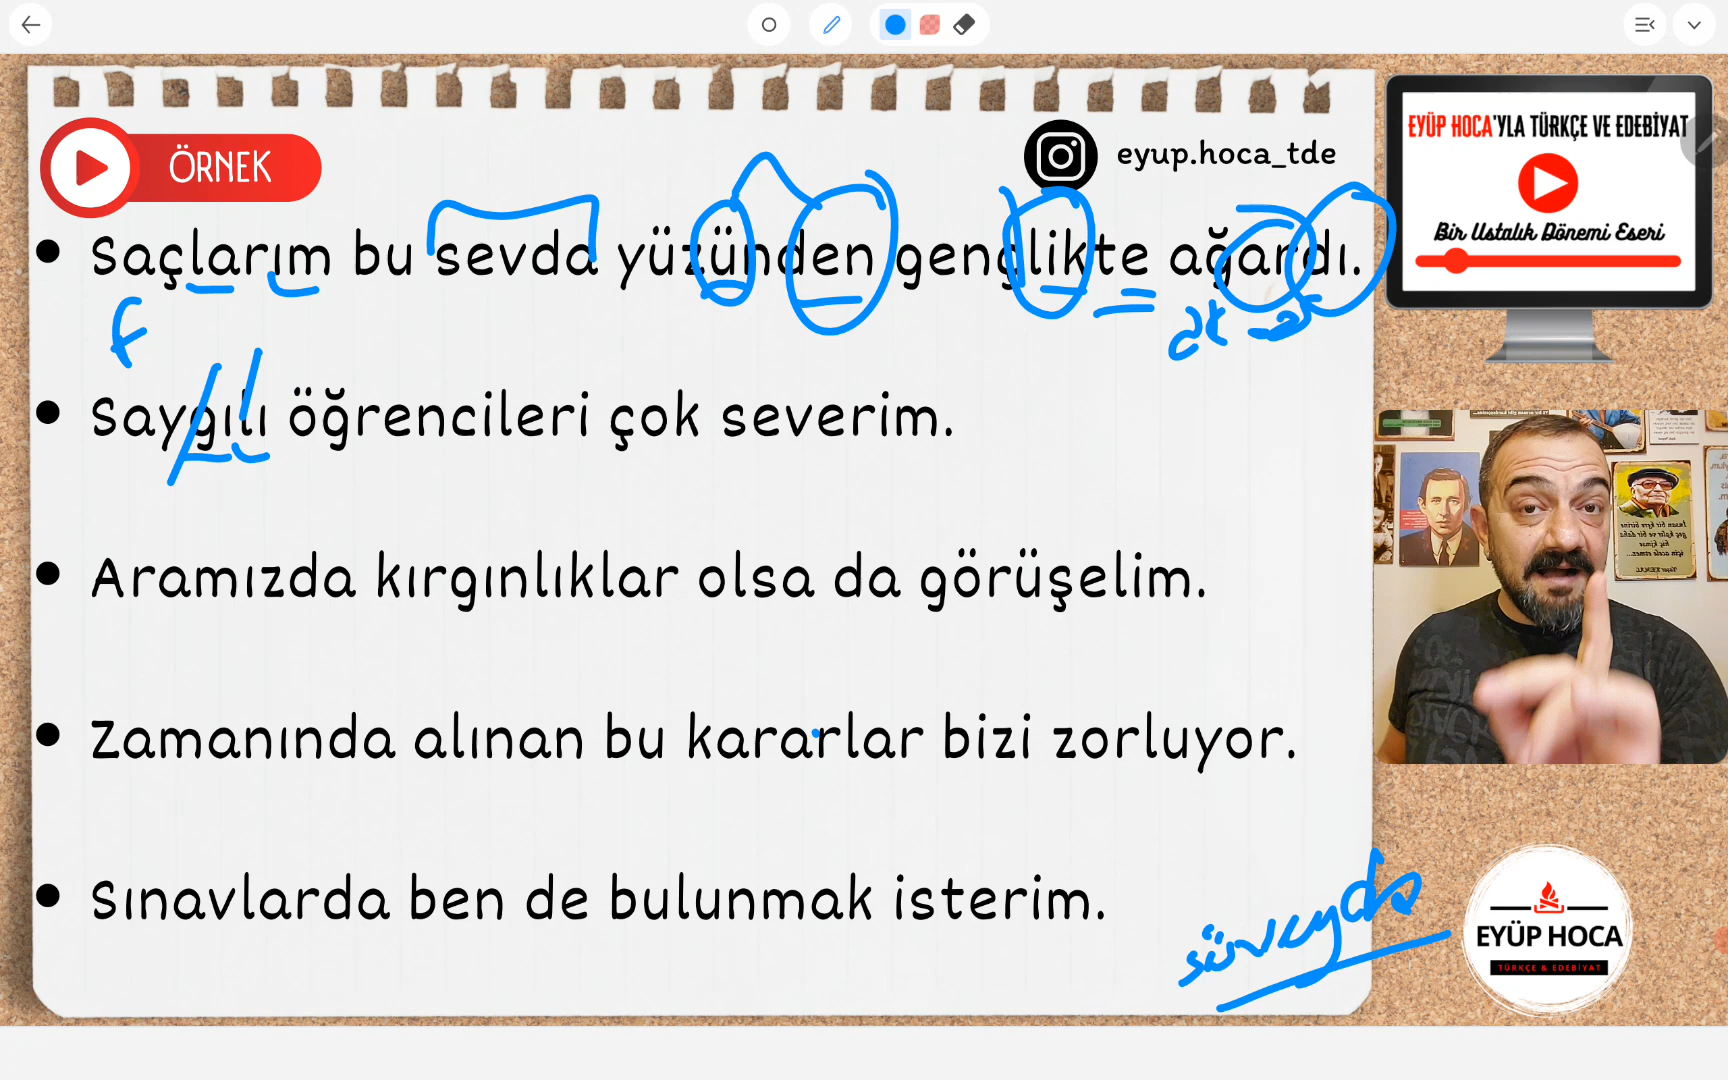 ÖRNEK
eyup.hoca_tde
EYÜP HOCA'YLA TÜRKÇE VE EDEBİYAT
Bir Ustalık Dönemi Eseri
• Saçlarım bu sevda yüzünden gençlikte ağardı.
• Saygılı öğrencileri çok severim.
• Aramızda kırgınlıklar olsa da görüşelim.
• Zamanında alınan bu kararlar bizi zorluyor.
• Sınavlarda ben de bulunmak isterim.
süveyda
EYÜP HOCA
TÜRKÇE & EDEBİYAT